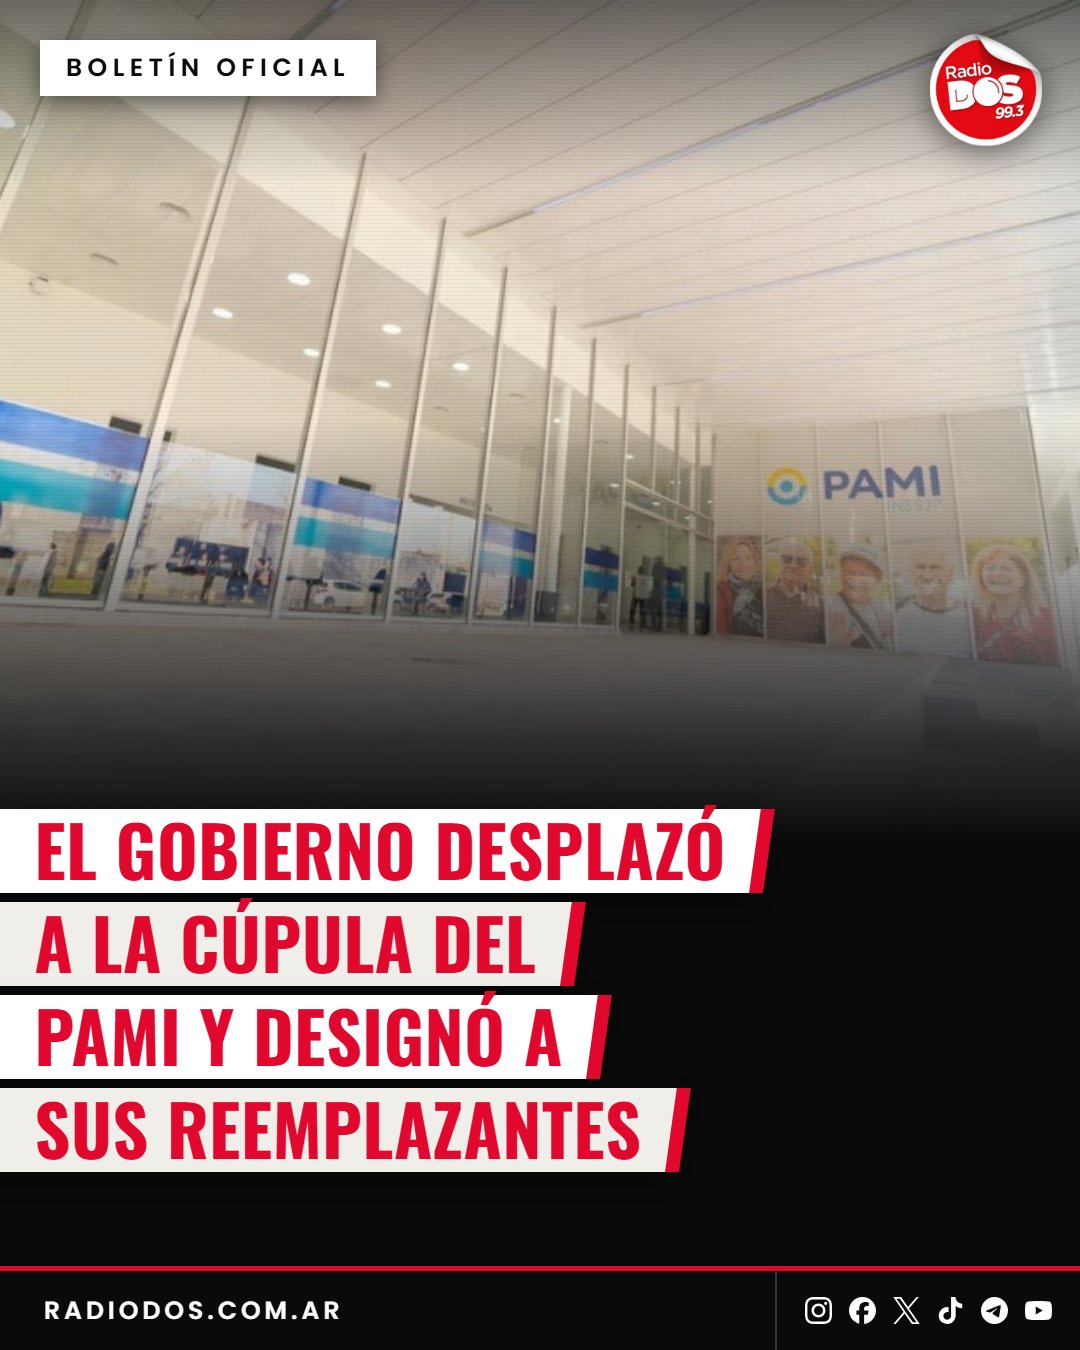 BOLETÍN OFICIAL
Radio
DOS
99.3
PAMI
EL GOBIERNO DESPLAZÓ
A LA CÚPULA DEL
PAMI Y DESIGNÓ A
SUS REEMPLAZANTES
RADIODOS.COM.AR